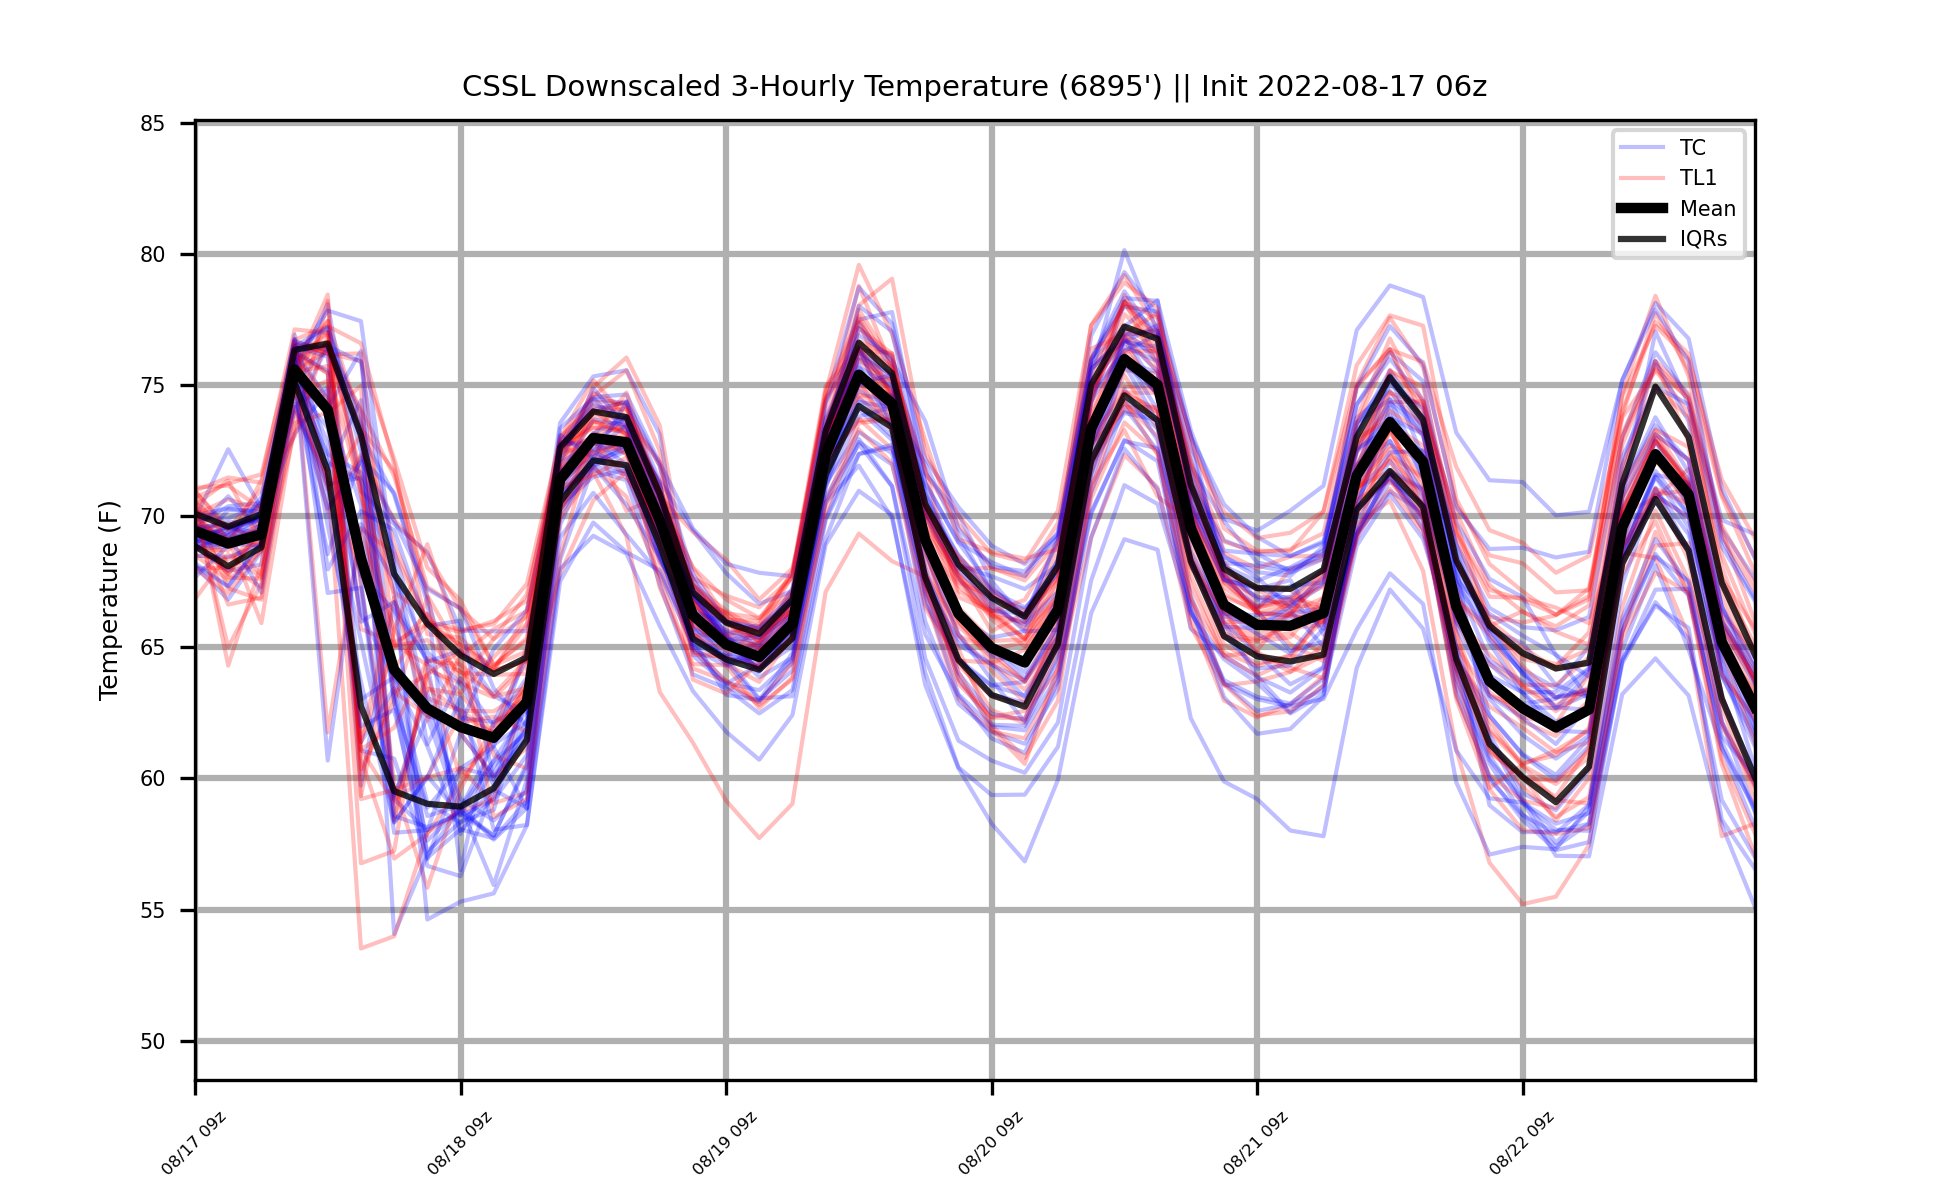 CSSL Downscaled 3-Hourly Temperature (6895') || Init 2022-08-17 06z
85
80
75
70
65
60
55
50
Temperature (F)
TC
TL1
Mean
IQRs
08/17 09z
08/18 09z
08/19 09z
08/20 09z
08/21 09z
08/22 09z